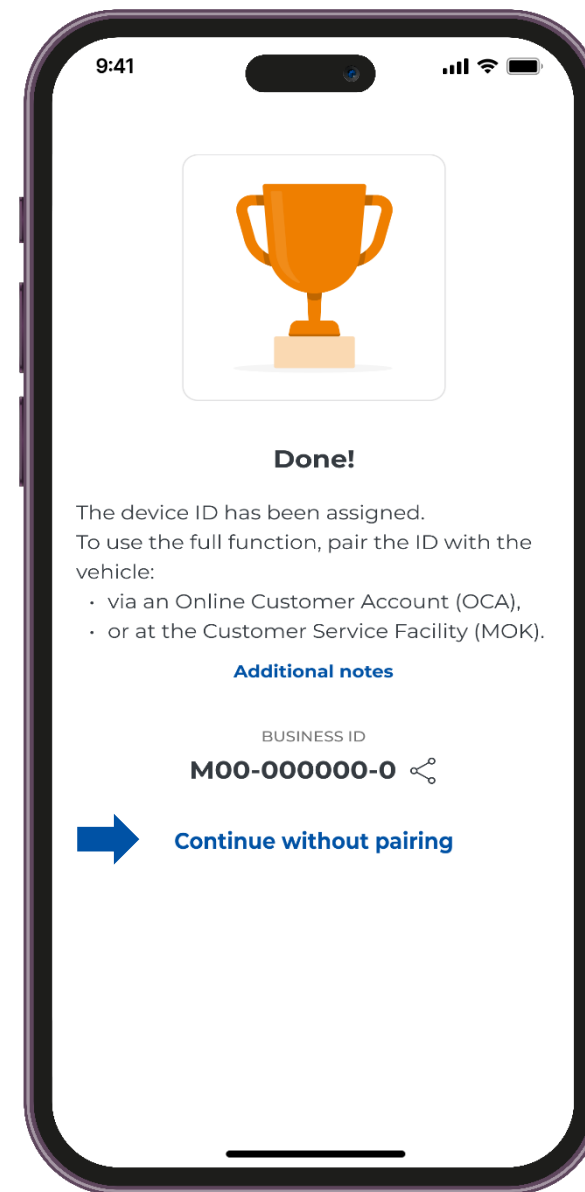 9:41
Done!
The device ID has been assigned.
To use the full function, pair the ID with the
vehicle:
• via an Online Customer Account (OCA),
• or at the Customer Service Facility (MOK).
Additional notes
BUSINESS ID
M00-000000-0
Continue without pairing